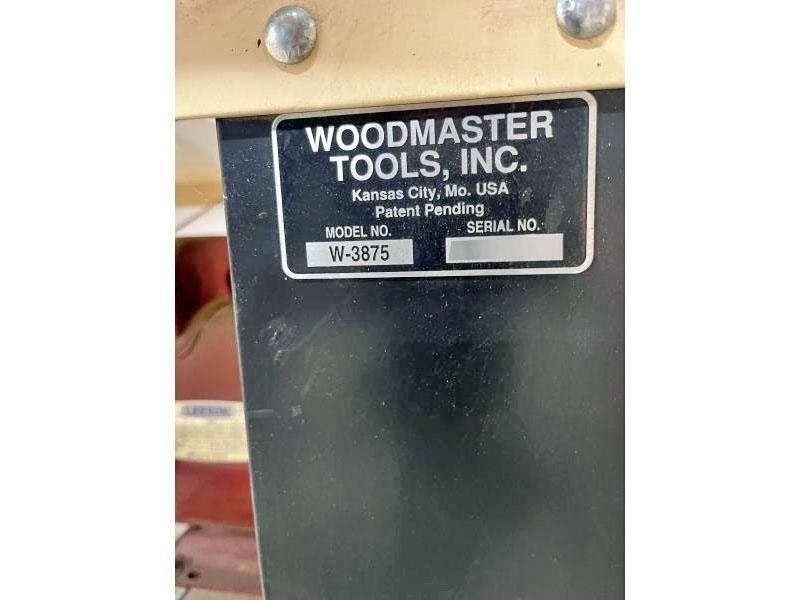 WOODMASTER
TOOLS, INC.
Kansas City, Mo. USA
Patent Pending
MODEL NO. SERIAL NO.
W-3875